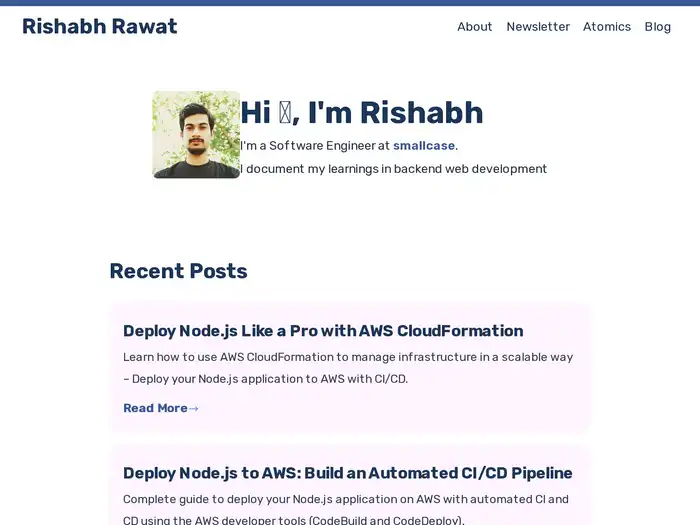 Rishabh Rawat
About Newsletter Atomics Blog
Hi , I'm Rishabh
I'm a Software Engineer at smallcase.
I document my learnings in backend web development
Recent Posts
Deploy Node.js Like a Pro with AWS CloudFormation
Learn how to use AWS CloudFormation to manage infrastructure in a scalable way
– Deploy your Node.js application to AWS with CI/CD.
Read More→
Deploy Node.js to AWS: Build an Automated CI/CD Pipeline
Complete guide to deploy your Node.js application on AWS with automated CI and
CD using the AWS developer tools (CodeBuild and CodeDeploy).